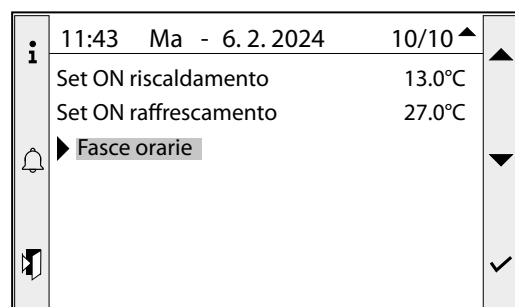 11:43 Ma - 6. 2. 2024 10/10
Set ON riscaldamento 13.0°C
Set ON raffrescamento 27.0°C
Fasce orarie